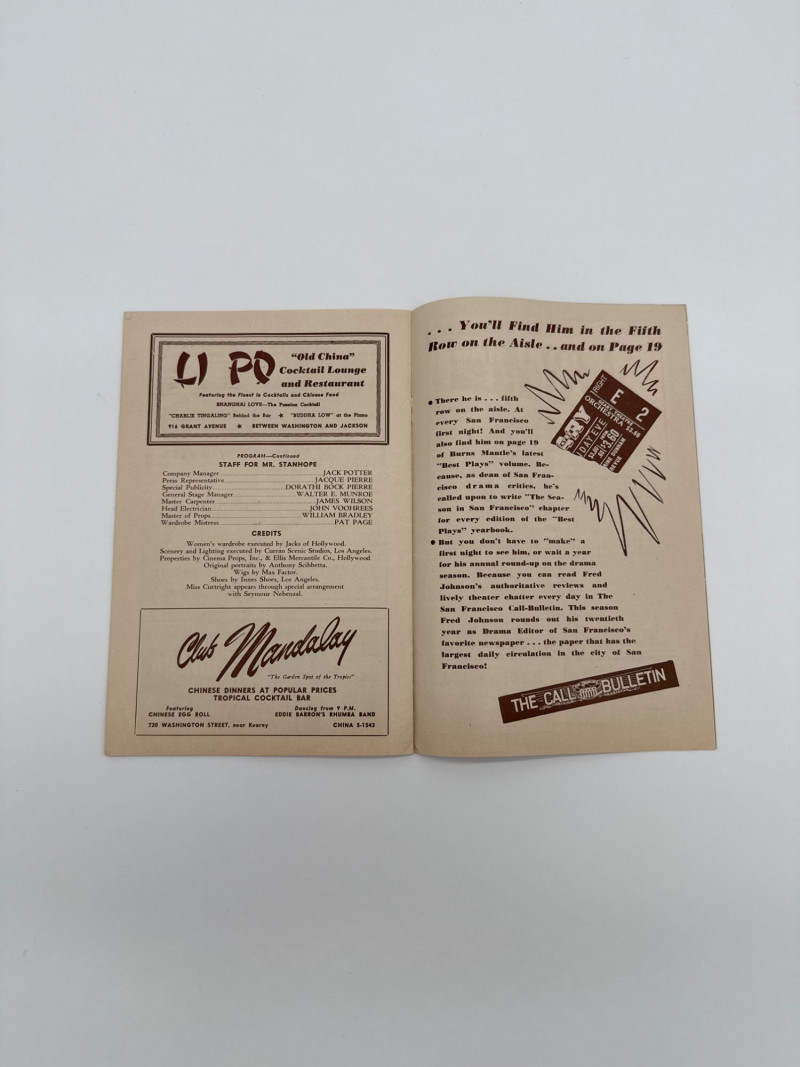 LI PO
"Old China"
Cocktail Lounge
and Restaurant
Featuring the Finest in Cocktails and Chinese Food
SHANGHAI LOVE—The Passion Cocktail
"CHARLIE TINGALING" Behind the Bar ★ "BUDDHA LOW" at the Piano
916 GRANT AVENUE ★ BETWEEN WASHINGTON AND JACKSON
PROGRAM—Continued
STAFF FOR MR. STANHOPE
Company Manager JACK POTTER
Press Representative JACQUE PIERRE
Special Publicity DORATHI BOCK PIERRE
General Stage Manager WALTER E. MUNROE
Master Carpenter JAMES WILSON
Head Electrician JOHN VOORHEES
Master of Props WILLIAM BRADLEY
Wardrobe Mistress PAT PAGE
CREDITS
Women's wardrobe executed by Jacks of Hollywood.
Scenery and Lighting executed by Curran Scenic Studios, Los Angeles.
Properties by Cinema Props, Inc., & Ellis Mercantile Co., Hollywood.
Original portraits by Anthony Scibbetta.
Wigs by Max Factor.
Shoes by Innes Shoes, Los Angeles.
Miss Curtright appears through special arrangement
with Seymour Nebenzal.
Club Mandalay
"The Garden Spot of the Tropics"
CHINESE DINNERS AT POPULAR PRICES
TROPICAL COCKTAIL BAR
Featuring
CHINESE EGG ROLL
Dancing from 9 P.M.
EDDIE BARRON'S RHUMBA BAND
720 WASHINGTON STREET, near Kearny CHINA 5-1543
. . . You'll Find Him in the Fifth
Row on the Aisle . . and on Page 19
• There he is . . . fifth
row on the aisle. At
every San Francisco
first night! And you'll
also find him on page 19
of Burns Mantle's latest
"Best Plays" volume. Be-
cause, as dean of San Fran-
cisco drama critics, he's
called upon to write "The Sea-
son in San Francisco" chapter
for every edition of the "Best
Plays" yearbook.
• But you don't have to "make" a
first night to see him, or wait a year
for his annual round-up on the drama
season. Because you can read Fred
Johnson's authoritative reviews and
lively theater chatter every day in The
San Francisco Call-Bulletin. This season
Fred Johnson rounds out his twentieth
year as Drama Editor of San Francisco's
favorite newspaper . . . the paper that has the
largest daily circulation in the city of San
Francisco!
RIGHT
E 2
ORCHESTRA
$3.60
THE CALL BULLETIN